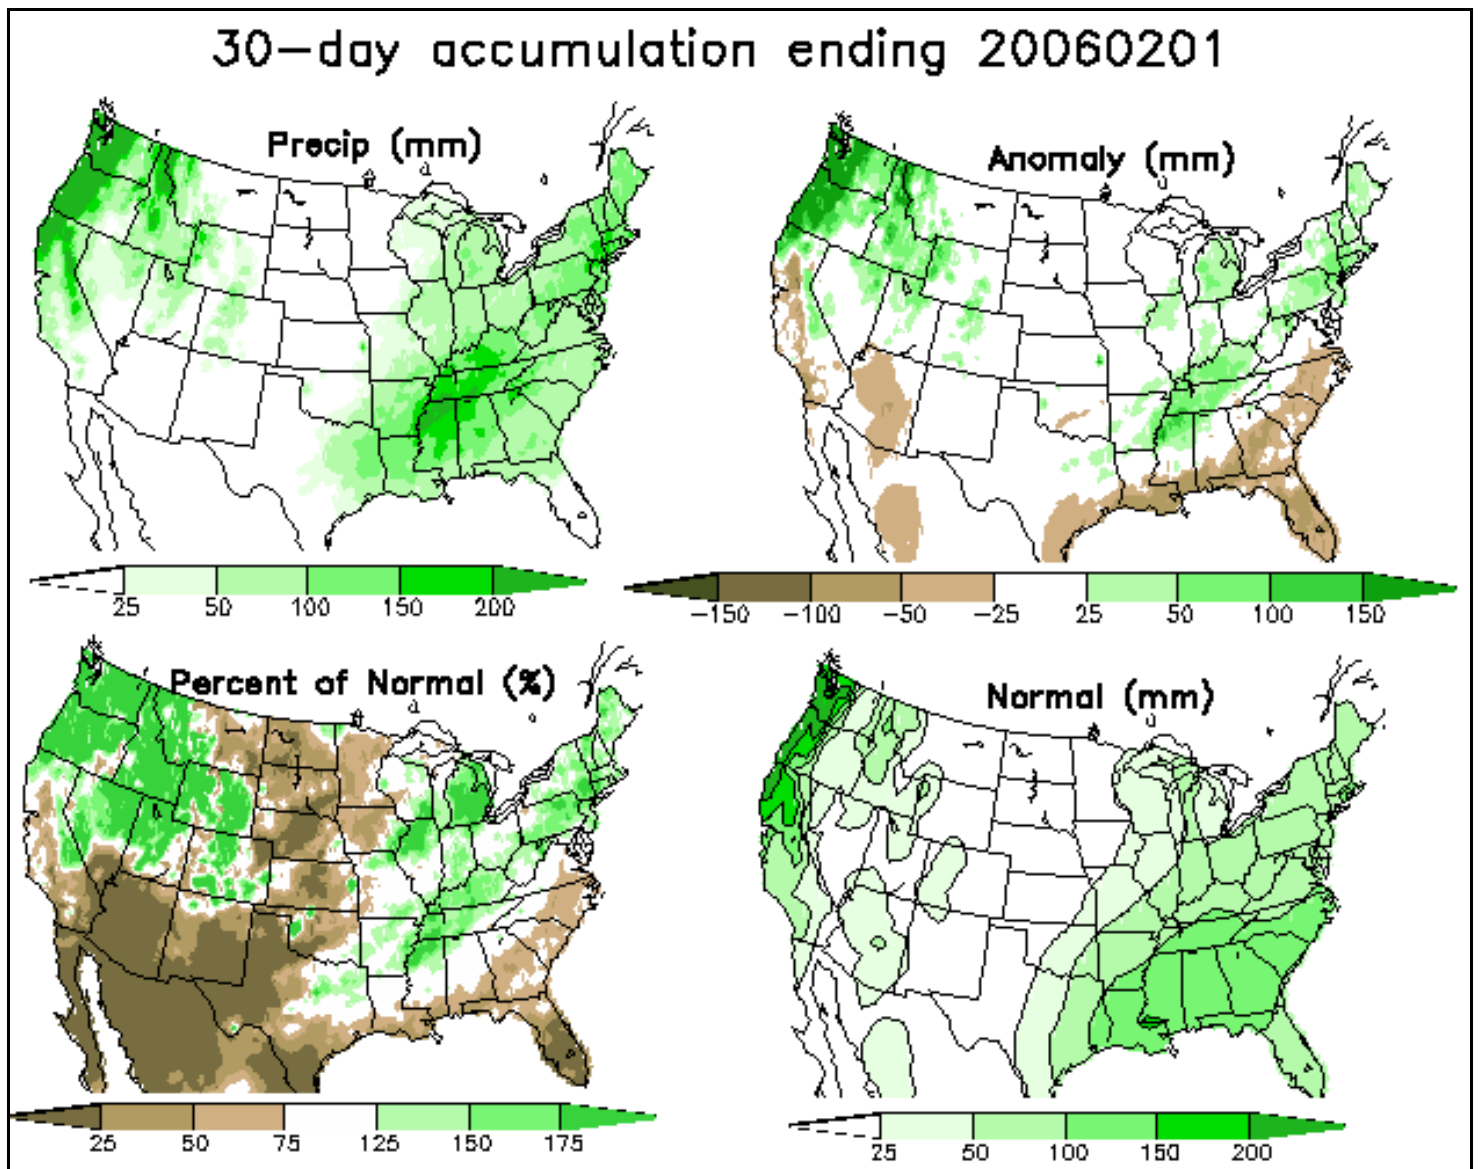 30-day accumulation ending 20060201
Precip (mm)
25 50 100 150 200
Anomaly (mm)
-150 -100 -50 -25 25 50 100 150
Percent of Normal (%)
25 50 75 125 150 175
Normal (mm)
25 50 100 150 200